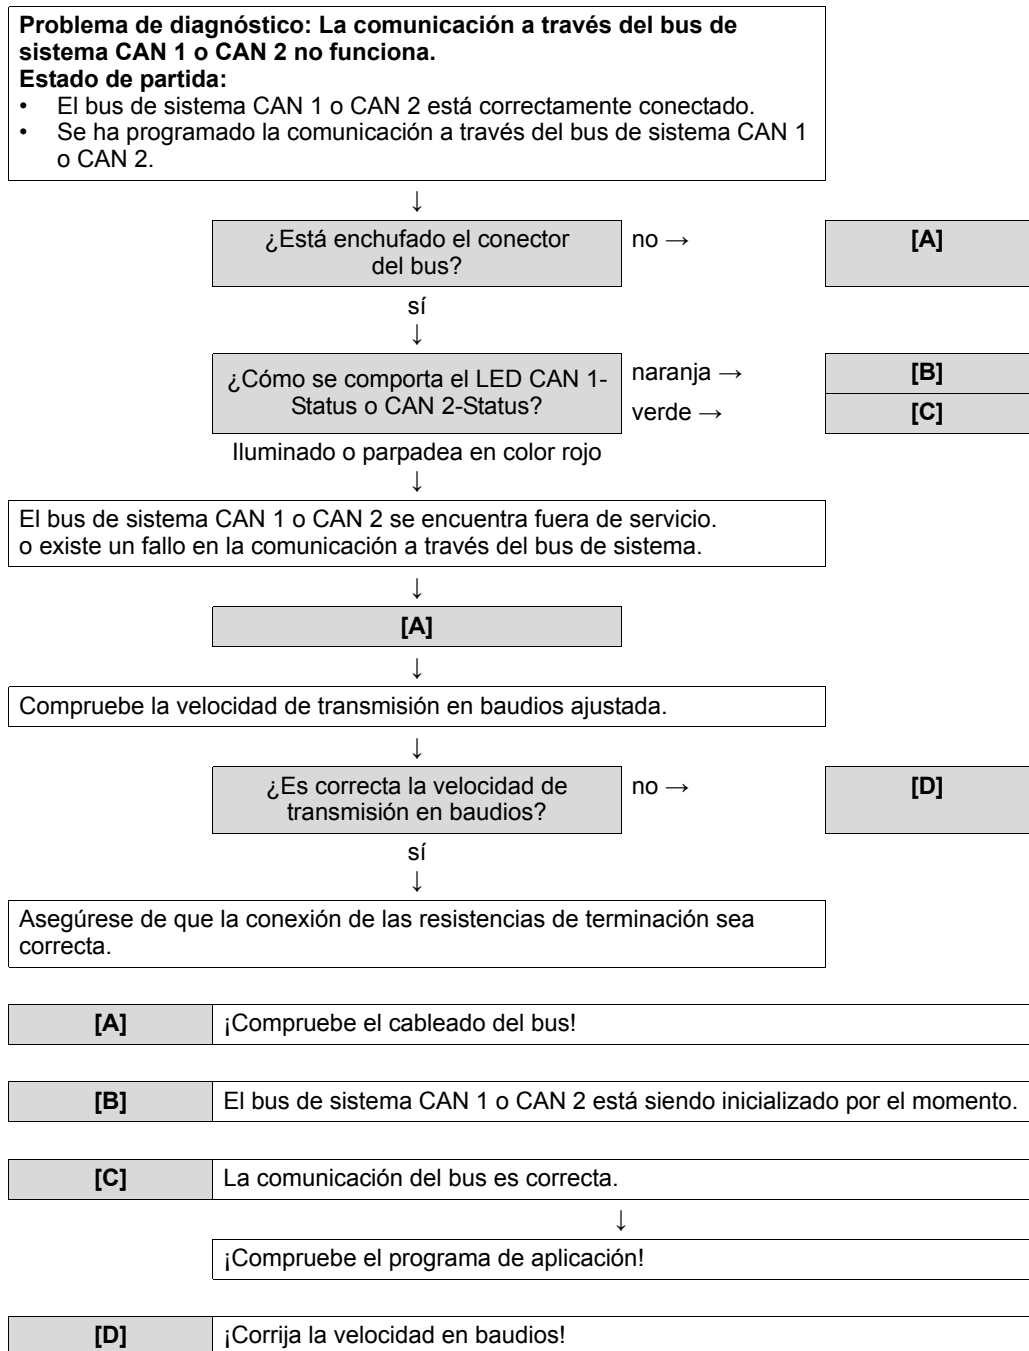 Problema de diagnóstico: La comunicación a través del bus de
sistema CAN 1 o CAN 2 no funciona.
Estado de partida:
• El bus de sistema CAN 1 o CAN 2 está correctamente conectado.
• Se ha programado la comunicación a través del bus de sistema CAN 1
o CAN 2.
↓
¿Está enchufado el conector no → [A]
del bus?
sí
↓
¿Cómo se comporta el LED CAN 1- naranja → [B]
Status o CAN 2-Status? verde → [C]
Iluminado o parpadea en color rojo
↓
El bus de sistema CAN 1 o CAN 2 se encuentra fuera de servicio.
o existe un fallo en la comunicación a través del bus de sistema.
↓
[A]
↓
Compruebe la velocidad de transmisión en baudios ajustada.
↓
¿Es correcta la velocidad de no → [D]
transmisión en baudios?
sí
↓
Asegúrese de que la conexión de las resistencias de terminación sea
correcta.
[A] ¡Compruebe el cableado del bus!
[B] El bus de sistema CAN 1 o CAN 2 está siendo inicializado por el momento.
[C] La comunicación del bus es correcta.
↓
¡Compruebe el programa de aplicación!
[D] ¡Corrija la velocidad en baudios!